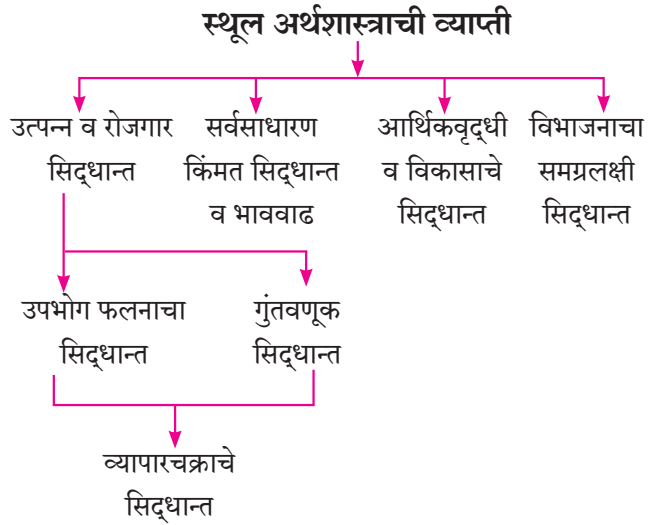 स्थूल अर्थशास्त्राची व्याप्ती
उत्पन्न व रोजगार
सिद्धान्त
सर्वसाधारण
किंमत सिद्धान्त
व भाववाढ
आर्थिकवृद्धी
व विकासाचे
सिद्धान्त
विभाजनाचा
समग्रलक्षी
सिद्धान्त
उपभोग फलनाचा
सिद्धान्त
गुंतवणूक
सिद्धान्त
व्यापारचक्राचे
सिद्धान्त